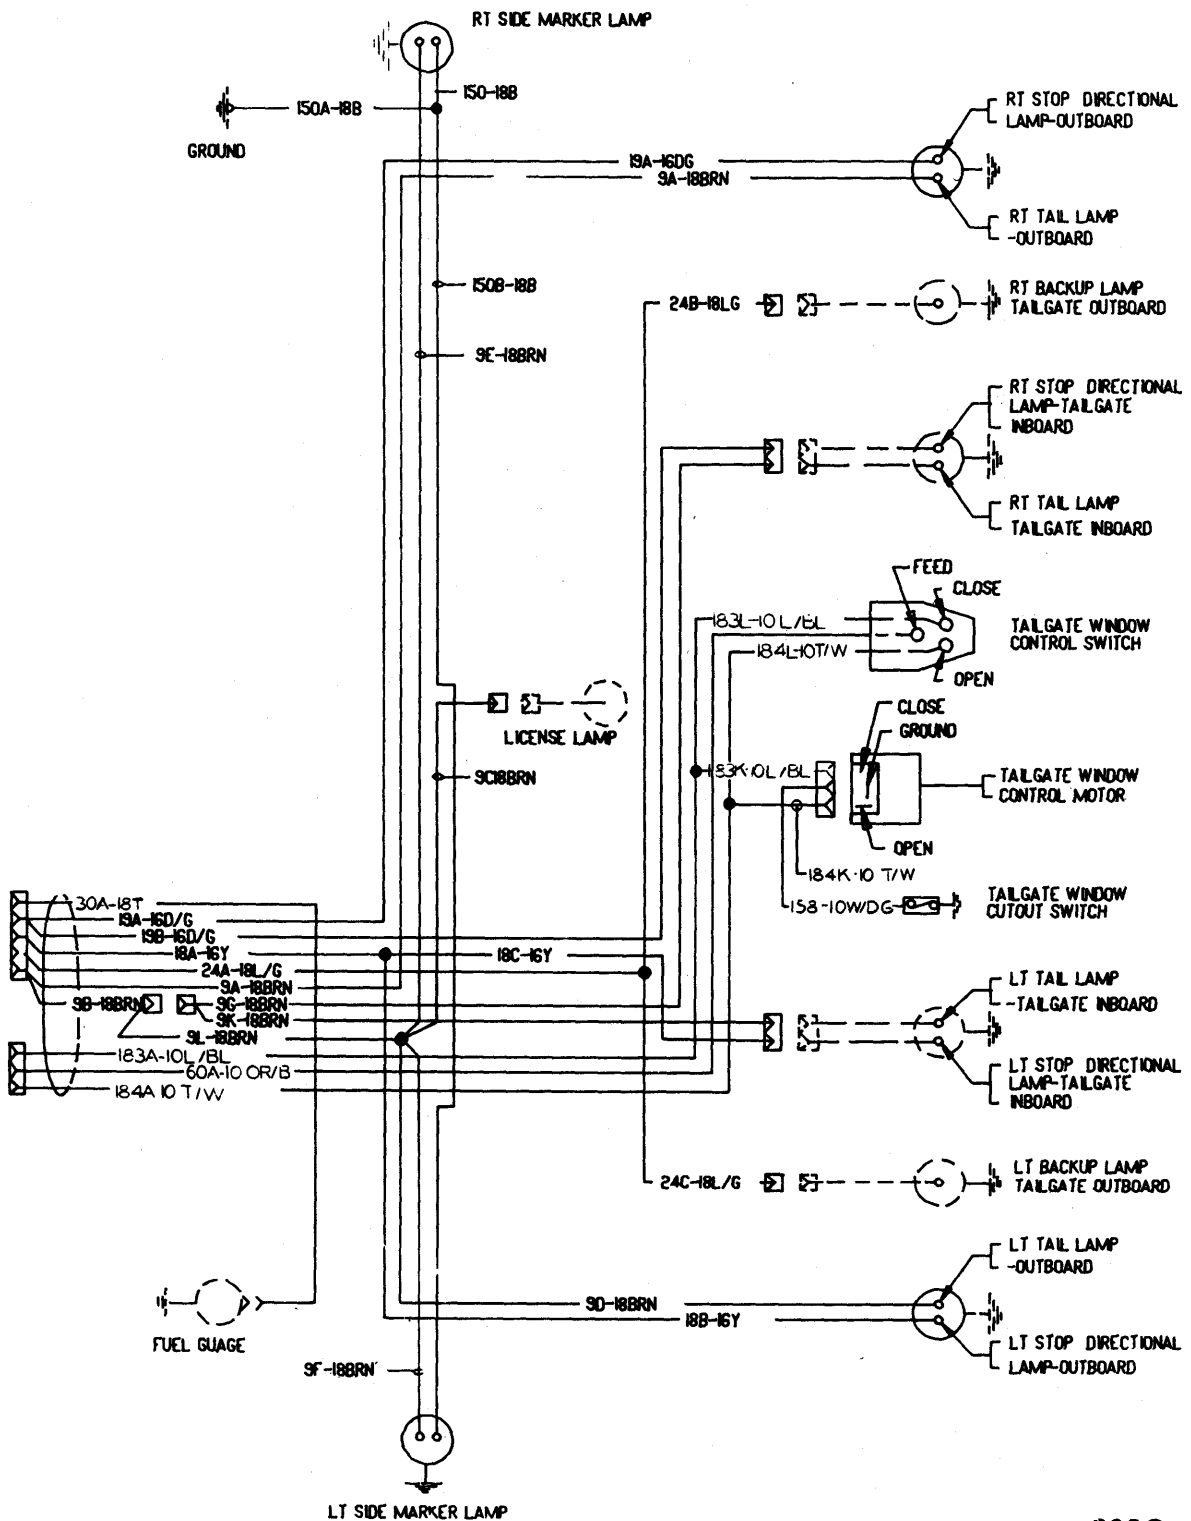 RT SIDE MARKER LAMP
150-18B
150A-18B
GROUND
RT STOP DIRECTIONAL
LAMP-OUTBOARD
19A-16DG
9A-18BRN
RT TAIL LAMP
-OUTBOARD
150B-18B
RT BACKUP LAMP
TAILGATE OUTBOARD
24B-18LG
9E-18BRN
RT STOP DIRECTIONAL
LAMP-TAILGATE
INBOARD
RT TAIL LAMP
TAILGATE INBOARD
FEED
CLOSE
183L-10 L/BL
TAILGATE WINDOW
CONTROL SWITCH
184L-10T/W
OPEN
CLOSE
GROUND
LICENSE LAMP
9C18BRN
183K-10L/BL
TAILGATE WINDOW
CONTROL MOTOR
OPEN
184K-10 T/W
158-10W/DG
TAILGATE WINDOW
CUTOUT SWITCH
30A-18T
19A-16D/G
19B-16D/G
18A-16Y
18C-16Y
24A-18L/G
9A-18BRN
9B-18BRN
9G-18BRN
9K-18BRN
9L-18BRN
183A-10L/BL
60A-10 OR/B
184A 10 T/W
LT TAIL LAMP
-TAILGATE INBOARD
LT STOP DIRECTIONAL
LAMP-TAILGATE
INBOARD
24C-18L/G
LT BACKUP LAMP
TAILGATE OUTBOARD
LT TAIL LAMP
-OUTBOARD
9D-18BRN
18B-16Y
FUEL GUAGE
LT STOP DIRECTIONAL
LAMP-OUTBOARD
9F-18BRN
LT SIDE MARKER LAMP